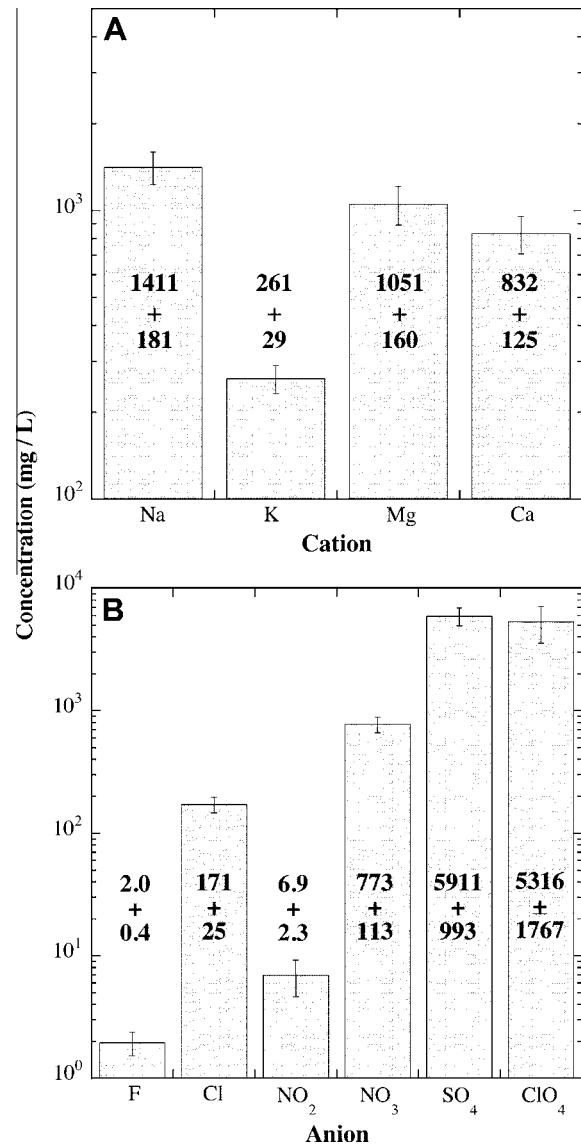 A
10³
10²
1411 261 1051 832
+ + + +
181 29 160 125
Na K Mg Ca
Cation
Concentration (mg / L)
B
10⁴
10³
10²
10¹
10⁰
2.0 171 6.9 773 5911 5316
+ + + + + ±
0.4 25 2.3 113 993 1767
F Cl NO₂ NO₃ SO₄ ClO₄
Anion